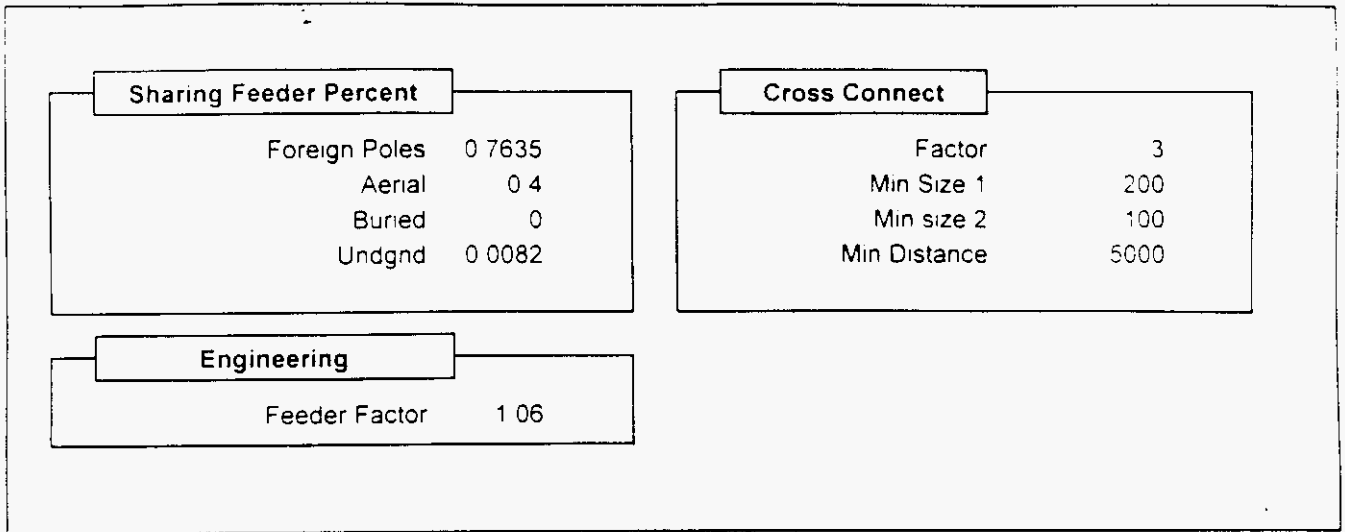 Sharing Feeder Percent
Foreign Poles 0 7635
Aerial 0 4
Buried 0
Undgnd 0 0082
Cross Connect
Factor 3
Min Size 1 200
Min size 2 100
Min Distance 5000
Engineering
Feeder Factor 1 06